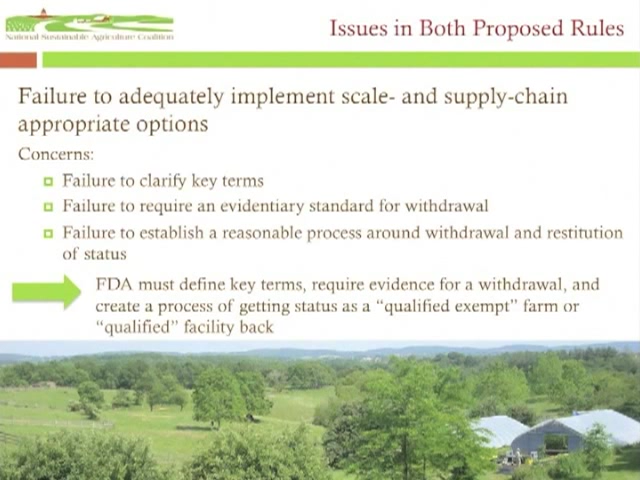 National Sustainable Agriculture Coalition
Issues in Both Proposed Rules
Failure to adequately implement scale- and supply-chain
appropriate options
Concerns:
Failure to clarify key terms
Failure to require an evidentiary standard for withdrawal
Failure to establish a reasonable process around withdrawal and restitution
of status
FDA must define key terms, require evidence for a withdrawal, and
create a process of getting status as a “qualified exempt” farm or
“qualified” facility back